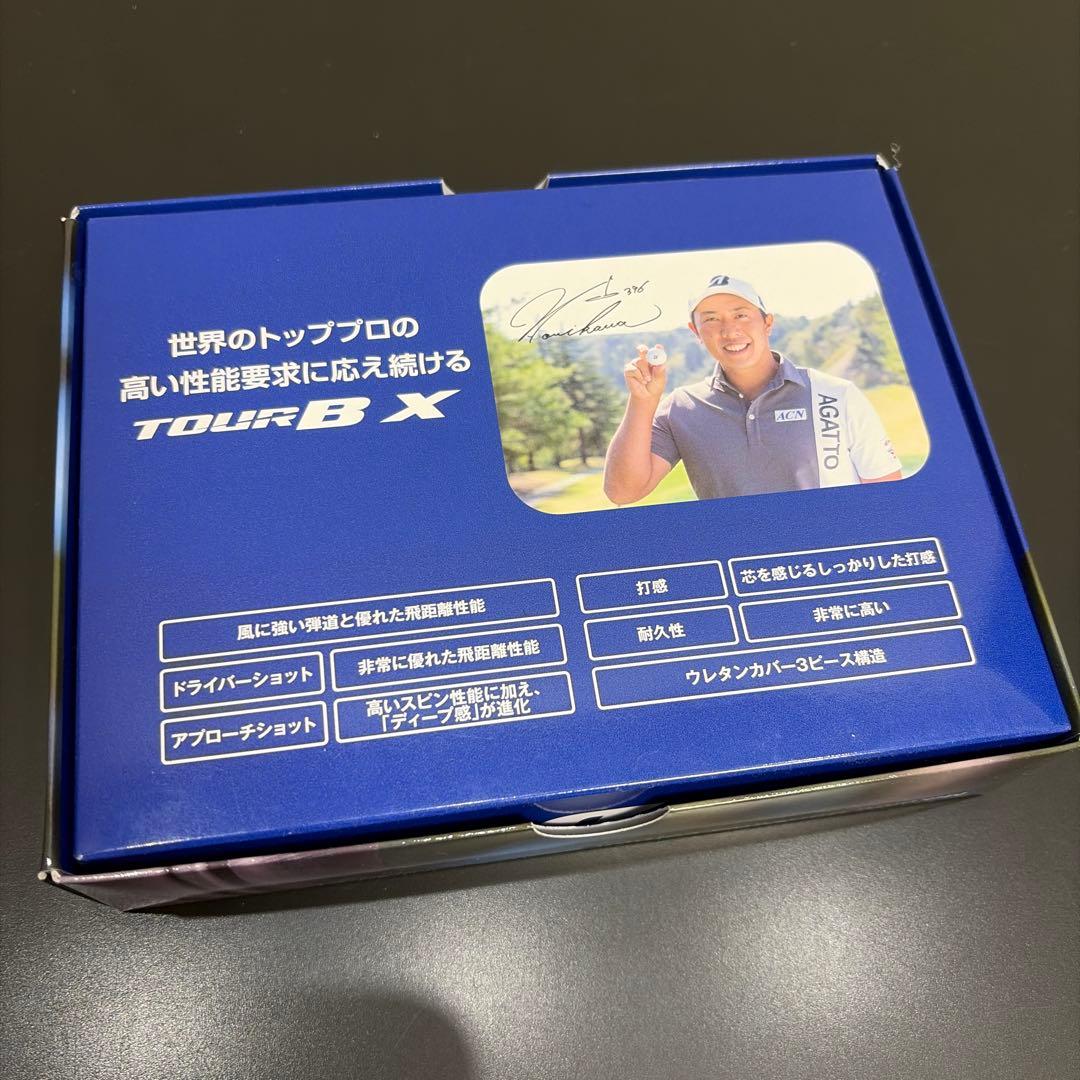 世界のトッププロの
高い性能要求に応え続ける
TOUR B X
396
Horikawa
ACN
AGATTO
風に強い弾道と優れた飛距離性能
ドライバーショット
非常に優れた飛距離性能
アプローチショット
高いスピン性能に加え、
「ディープ感」が進化
打感
芯を感じるしっかりした打感
耐久性
非常に高い
ウレタンカバー3ピース構造